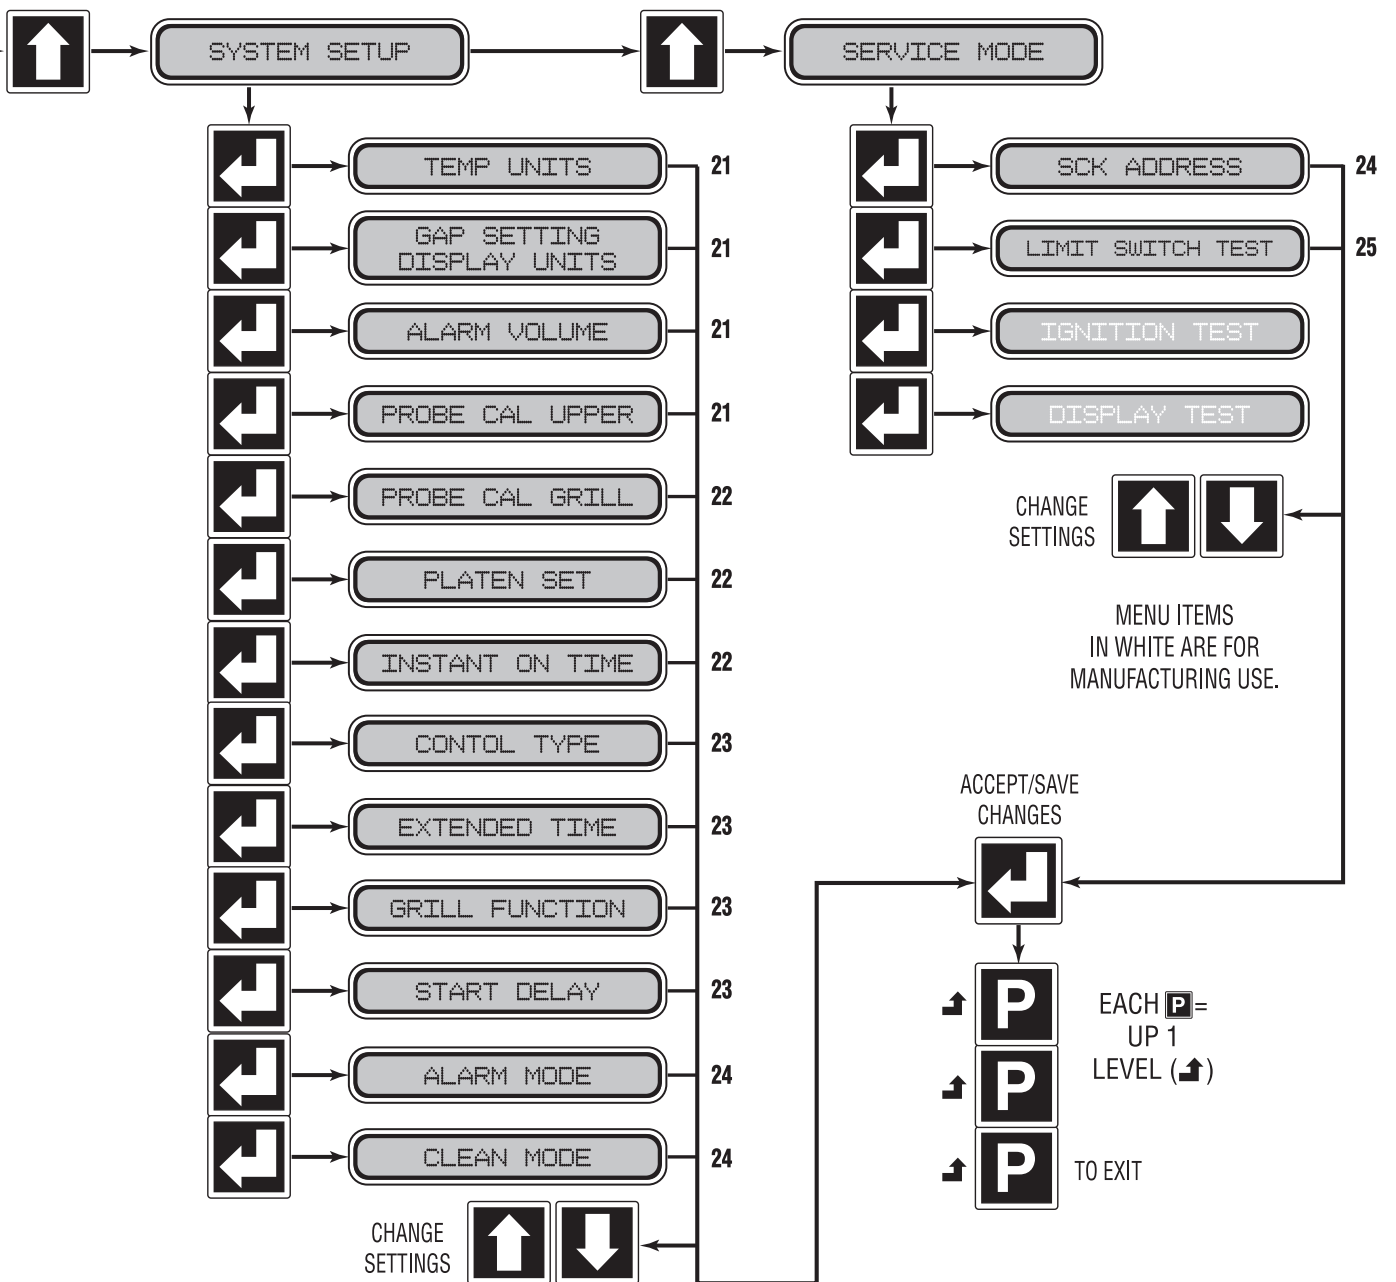 SYSTEM SETUP
SERVICE MODE
TEMP UNITS 21
GAP SETTING
DISPLAY UNITS 21
ALARM VOLUME 21
PROBE CAL UPPER 21
PROBE CAL GRILL 22
PLATEN SET 22
INSTANT ON TIME 22
CONTOL TYPE 23
EXTENDED TIME 23
GRILL FUNCTION 23
START DELAY 23
ALARM MODE 24
CLEAN MODE 24
CHANGE
SETTINGS
SCK ADDRESS 24
LIMIT SWITCH TEST 25
IGNITION TEST
DISPLAY TEST
CHANGE
SETTINGS
MENU ITEMS
IN WHITE ARE FOR
MANUFACTURING USE.
ACCEPT/SAVE
CHANGES
P
P
P
EACH P =
UP 1
LEVEL ( )
TO EXIT